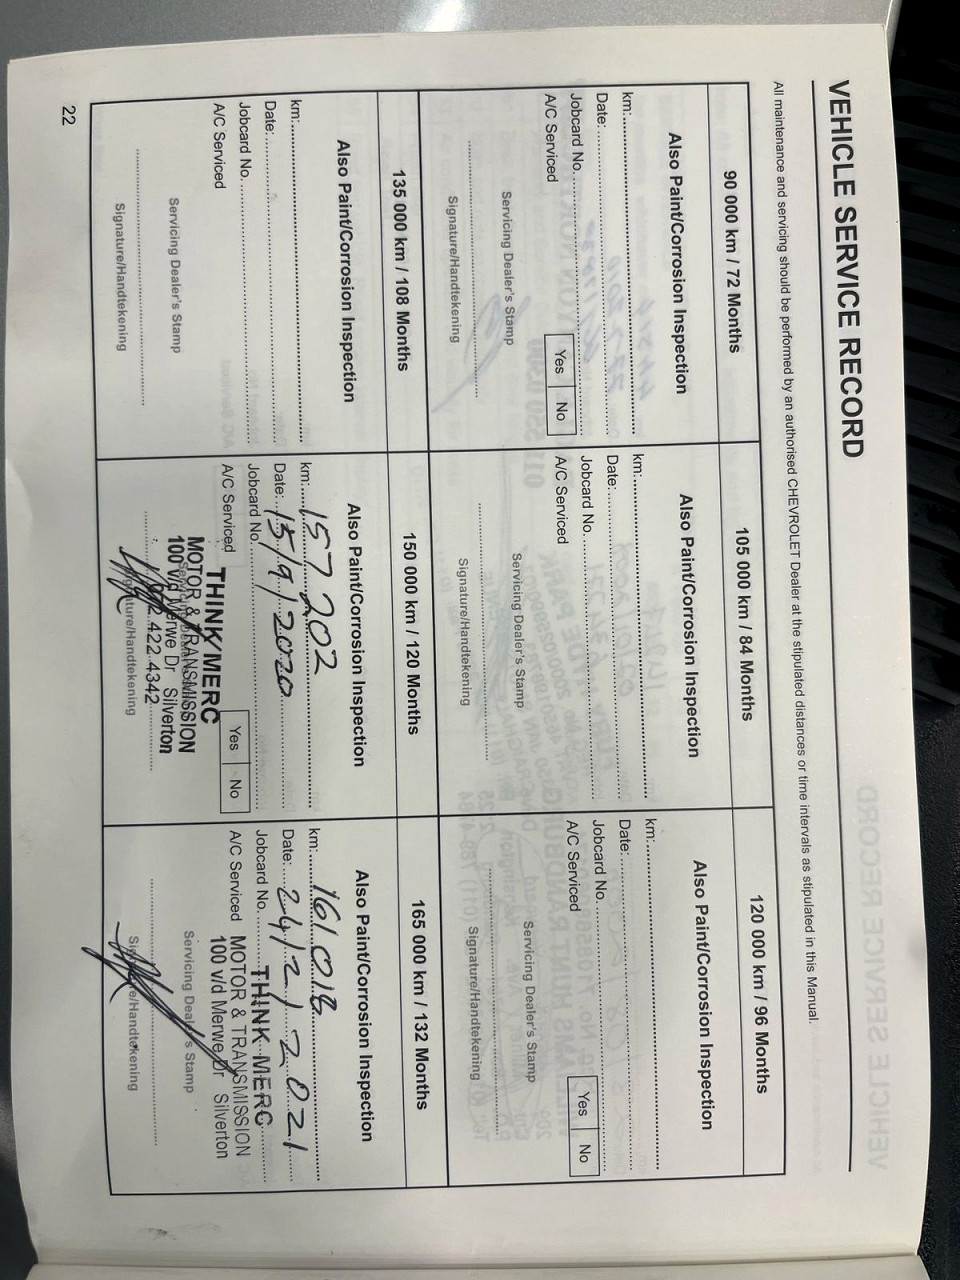 VEHICLE SERVICE RECORD
All maintenance and servicing should be performed by an authorised CHEVROLET Dealer at the stipulated distances or time intervals as stipulated in this Manual.
90 000 km / 72 Months
Also Paint/Corrosion Inspection
km:
Date:
Jobcard No.
A/C Serviced
Yes No
Servicing Dealer's Stamp
Signature/Handtekening
105 000 km / 84 Months
Also Paint/Corrosion Inspection
km:
Date:
Jobcard No.
A/C Serviced
Servicing Dealer's Stamp
Signature/Handtekening
120 000 km / 96 Months
Also Paint/Corrosion Inspection
km:
Date:
Jobcard No.
A/C Serviced
Yes No
Servicing Dealer's Stamp
Signature/Handtekening
135 000 km / 108 Months
Also Paint/Corrosion Inspection
km:
Date:
Jobcard No.
A/C Serviced
Servicing Dealer's Stamp
Signature/Handtekening
150 000 km / 120 Months
Also Paint/Corrosion Inspection
km: 157 202
Date: 15/9/2020
Jobcard No.
A/C Serviced
Yes No
THINK MERC
MOTOR & TRANSMISSION
100 v/d Merwe Dr Silverton
422 4342
Signature/Handtekening
165 000 km / 132 Months
Also Paint/Corrosion Inspection
km: 161 018
Date: 24/2/2021
Jobcard No.
THINK MERC
A/C Serviced
MOTOR & TRANSMISSION
100 v/d Merwe Dr Silverton
Servicing Dealer's Stamp
Signature/Handtekening
22